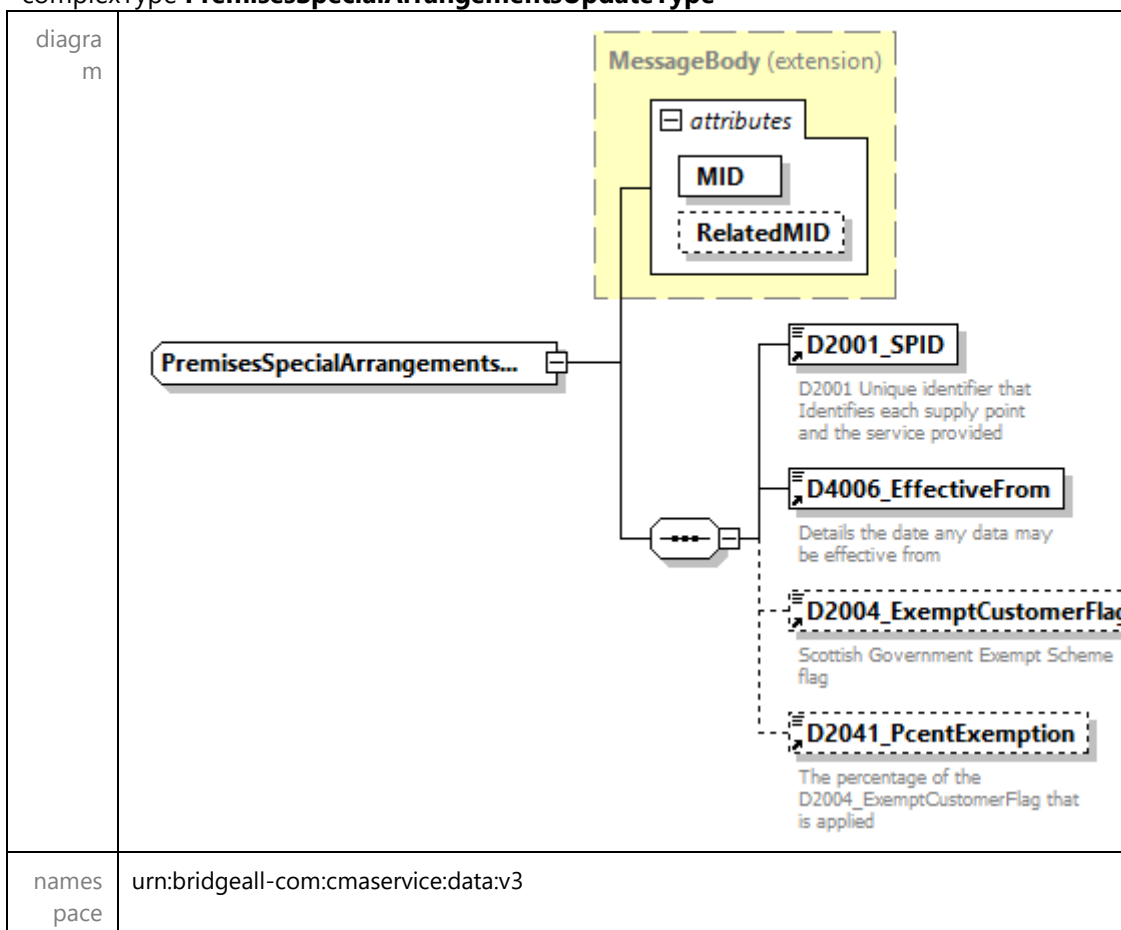 complexType PremisesSpecialArrangementsUpdateType
diagra
m
MessageBody (extension)
attributes
MID
RelatedMID
PremisesSpecialArrangements...
D2001_SPID
D2001 Unique identifier that
Identifies each supply point
and the service provided
D4006_EffectiveFrom
Details the date any data may
be effective from
D2004_ExemptCustomerFlag
Scottish Government Exempt Scheme
flag
D2041_PcentExemption
The percentage of the
D2004_ExemptCustomerFlag that
is applied
names
pace
urn:bridgeall-com:cmaservice:data:v3